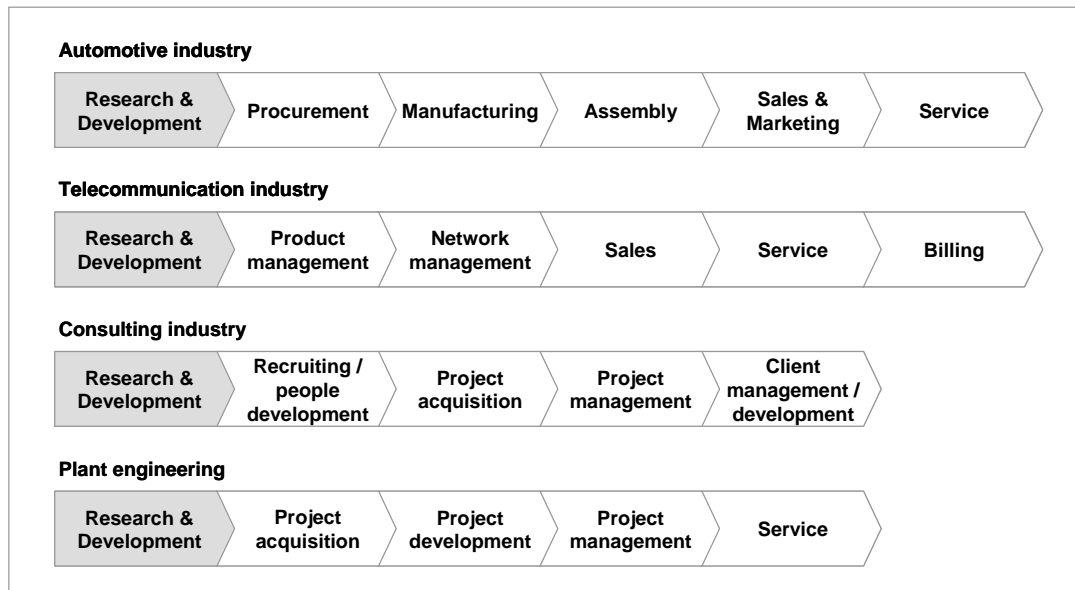 Automotive industry
Research &
Development
Procurement
Manufacturing
Assembly
Sales &
Marketing
Service
Telecommunication industry
Research &
Development
Product
management
Network
management
Sales
Service
Billing
Consulting industry
Research &
Development
Recruiting /
people
development
Project
acquisition
Project
management
Client
management /
development
Plant engineering
Research &
Development
Project
acquisition
Project
development
Project
management
Service